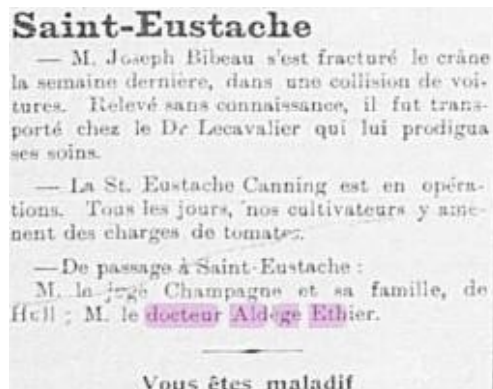 Saint-Eustache
— M. Joseph Bibeau s'est fracturé le crâne
la semaine dernière, dans une collision de voi-
tures. Relevé sans connaissance, il fut trans-
porté chez le Dr Lecavalier qui lui prodigua
ses soins.
— La St. Eustache Canning est en opéra-
tions. Tous les jours, nos cultivateurs y amè-
nent des charges de tomates.
— De passage à Saint-Eustache :
M. le juge Champagne et sa famille, de
Hull ; M. le docteur Aldège Ethier.
Vous êtes maladif